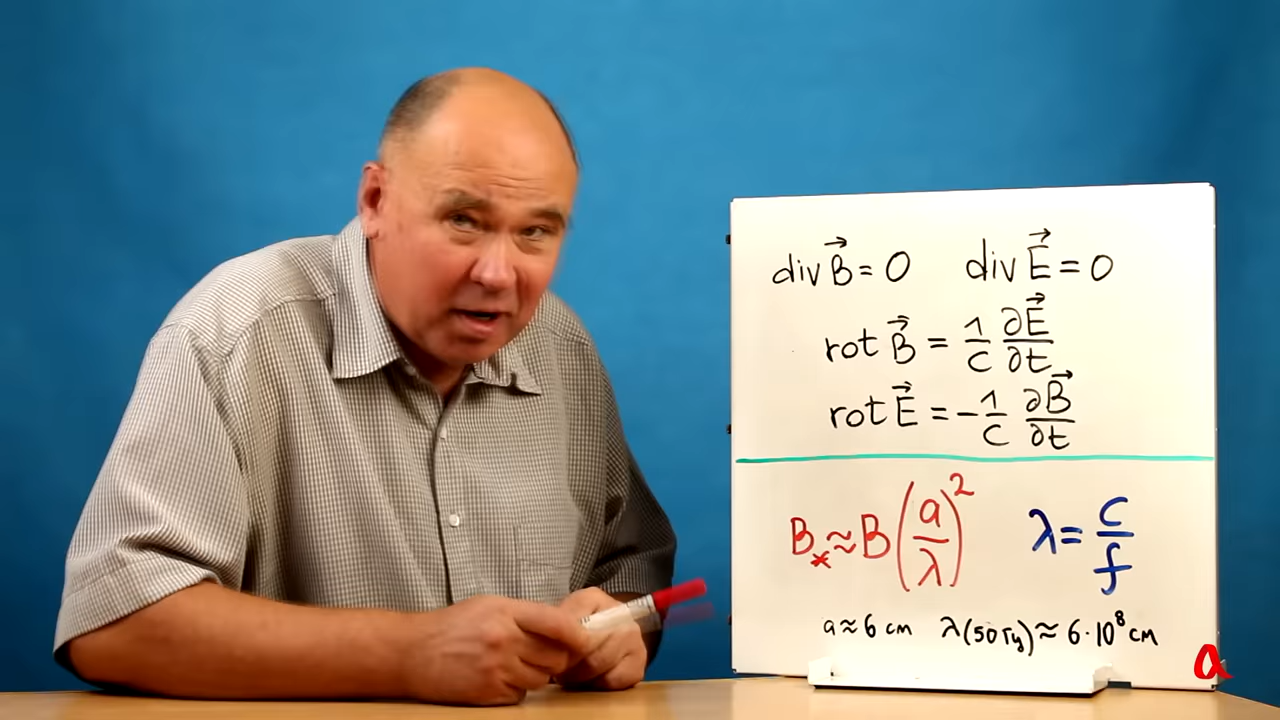 div B⃗ = 0 div E⃗ = 0
rot B⃗ = 1/c ∂E⃗/∂t
rot E⃗ = - 1/c ∂B⃗/∂t
B* ≈ B (a/λ)² λ = c/f
a ≈ 6 cm λ(50 Гц) ≈ 6·10⁸ cm
a